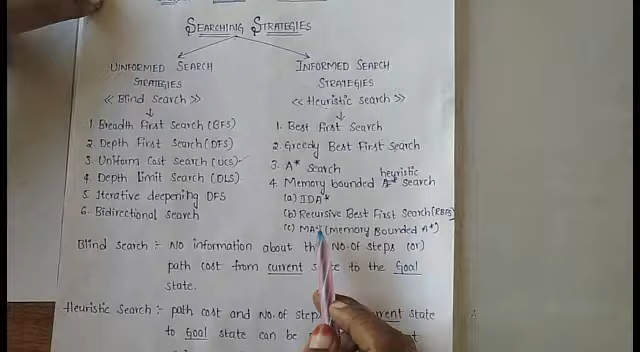 SEARCHING STRATEGIES
UNINFORMED SEARCH
STRATEGIES
<< Blind Search >>
1. Breadth First Search (BFS)
2. Depth First Search (DFS)
3. Uniform Cost Search (UCS)
4. Depth Limit Search (DLS)
5. Iterative deepening DFS
6. Bidirectional Search
INFORMED SEARCH
STRATEGIES
<< Heuristic Search >>
1. Best First Search
2. Greedy Best First Search
3. A* Search
heuristic
4. Memory bounded A* search
(a) IDA*
(b) Recursive Best First Search (RBFS)
(c) MA* (Memory Bounded A*)
Blind Search :- No information about the No. of steps (or)
path cost from current state to the Goal
state.
Heuristic Search :- path cost and No. of steps current state
to Goal state can be